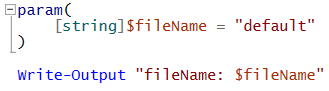 param(
[string]$fileName = "default"
)
Write-Output "fileName: $fileName"